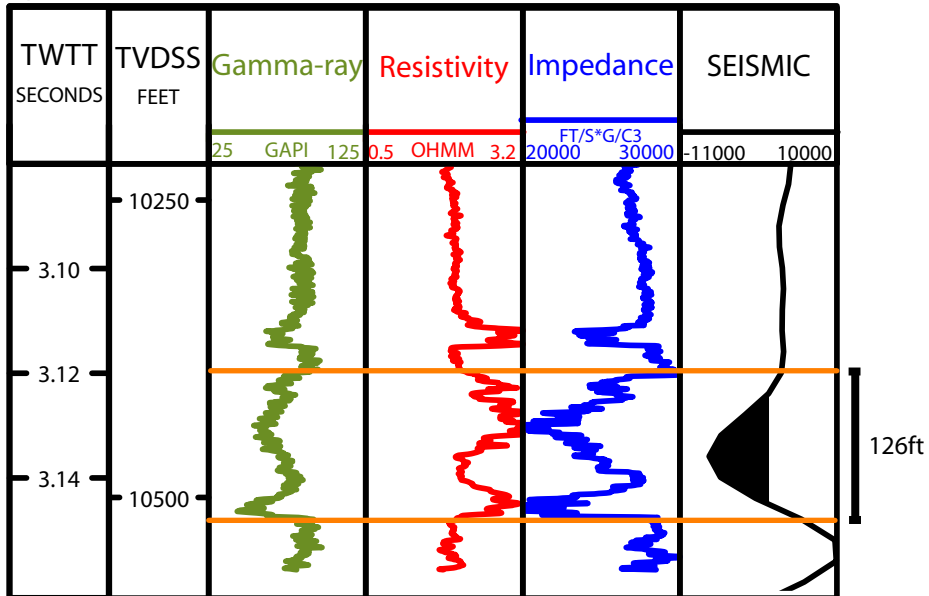 TWTT
SECONDS
TVDSS
FEET
Gamma-ray
25 GAPI 125
Resistivity
0.5 OHMM 3.2
Impedance
FT/S*G/C3
20000 30000
SEISMIC
-11000 10000
10250
3.10
3.12
126ft
3.14
10500